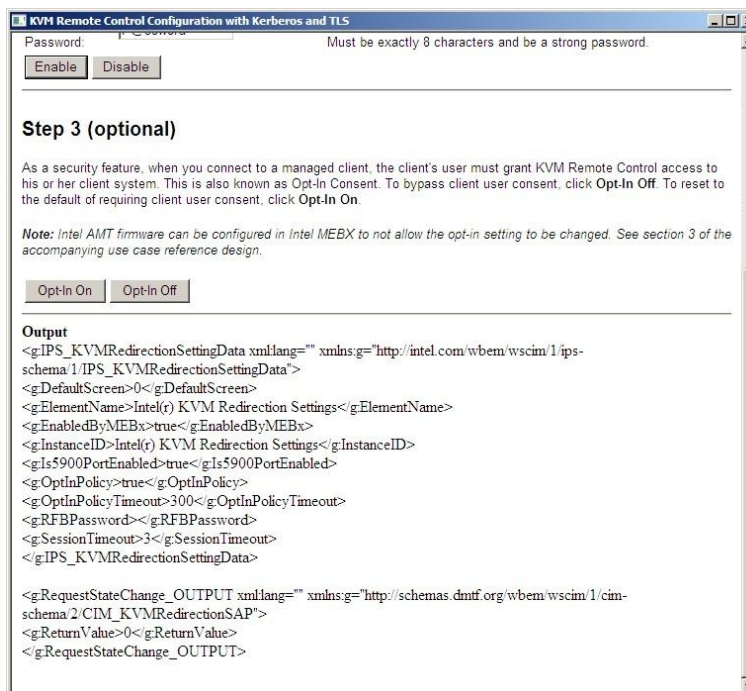 KVM Remote Control Configuration with Kerberos and TLS
Password:
Must be exactly 8 characters and be a strong password.
Enable Disable
Step 3 (optional)
As a security feature, when you connect to a managed client, the client's user must grant KVM Remote Control access to
his or her client system. This is also known as Opt-In Consent. To bypass client user consent, click Opt-In Off. To reset to
the default of requiring client user consent, click Opt-In On.
Note: Intel AMT firmware can be configured in Intel MEBX to not allow the opt-in setting to be changed. See section 3 of the
accompanying use case reference design.
Opt-In On Opt-In Off
Output
<g:IPS_KVMRedirectionSettingData xml:lang="" xmlns:g="http://intel.com/wbem/wscim/1/ips-
schema/1/IPS_KVMRedirectionSettingData">
<g:DefaultScreen>0</g:DefaultScreen>
<g:ElementName>Intel(r) KVM Redirection Settings</g:ElementName>
<g:EnabledByMEBx>true</g:EnabledByMEBx>
<g:InstanceID>Intel(r) KVM Redirection Settings</g:InstanceID>
<g:Is5900PortEnabled>true</g:Is5900PortEnabled>
<g:OptInPolicy>true</g:OptInPolicy>
<g:OptInPolicyTimeout>300</g:OptInPolicyTimeout>
<g:RFBPassword></g:RFBPassword>
<g:SessionTimeout>3</g:SessionTimeout>
</g:IPS_KVMRedirectionSettingData>
<g:RequestStateChange_OUTPUT xml:lang="" xmlns:g="http://schemas.dmtf.org/wbem/wscim/1/cim-
schema/2/CIM_KVMRedirectionSAP">
<g:ReturnValue>0</g:ReturnValue>
</g:RequestStateChange_OUTPUT>